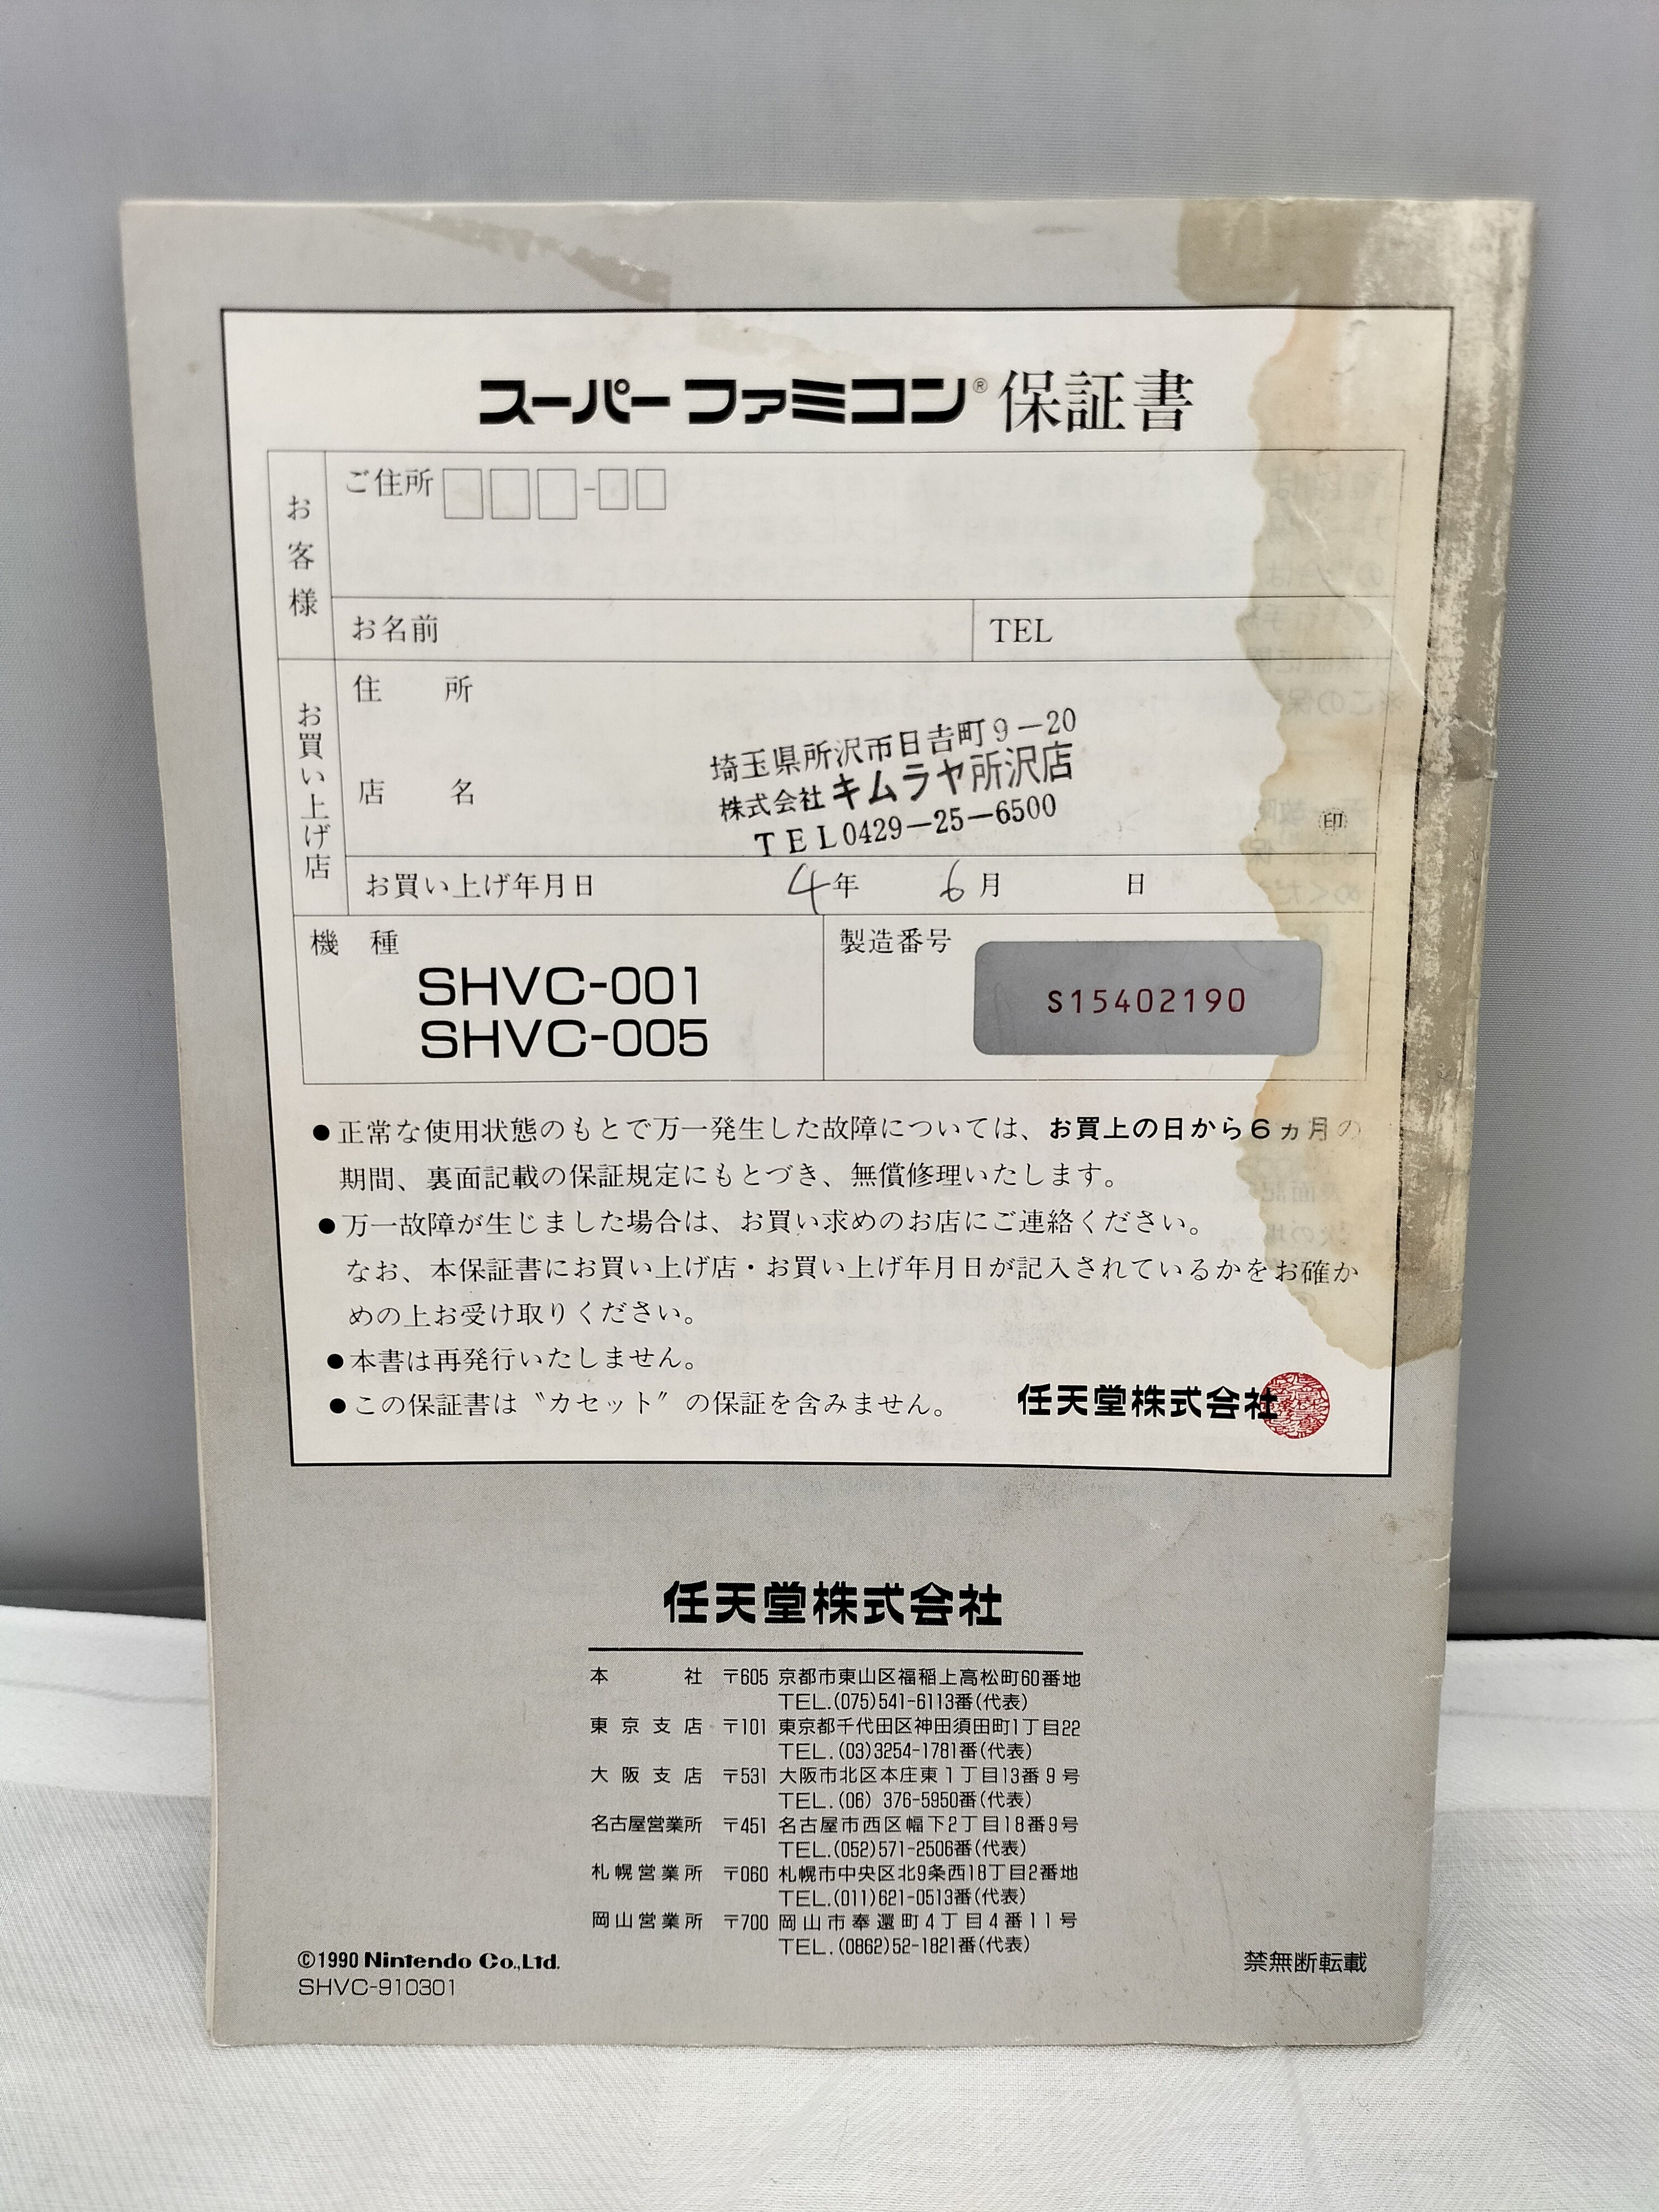 スーパーファミコン® 保証書
お客様
ご住所 □□□-□□
お名前
TEL
お買い上げ店
住 所
埼玉県所沢市日吉町9-20
店 名
株式会社キムラヤ所沢店
TEL0429-25-6500
印
お買い上げ年月日 4年 6月 日
機 種
SHVC-001
SHVC-005
製造番号
S15402190
●正常な使用状態のもとで万一発生した故障については、お買上の日から6ヵ月の
期間、裏面記載の保証規定にもとづき、無償修理いたします。
●万一故障が生じました場合は、お買い求めのお店にご連絡ください。
なお、本保証書にお買い上げ店・お買い上げ年月日が記入されているかをお確か
めの上お受け取りください。
●本書は再発行いたしません。
●この保証書は〝カセット〞の保証を含みません。
任天堂株式会社
任天堂株式会社
本 社 〒605 京都市東山区福稲上高松町60番地
TEL.(075)541-6113番(代表)
東京支店 〒101 東京都千代田区神田須田町1丁目22
TEL.(03)3254-1781番(代表)
大阪支店 〒531 大阪市北区本庄東1丁目13番9号
TEL.(06) 376-5950番(代表)
名古屋営業所 〒451 名古屋市西区幅下2丁目18番9号
TEL.(052)571-2506番(代表)
札幌営業所 〒060 札幌市中央区北9条西18丁目2番地
TEL.(011)621-0513番(代表)
岡山営業所 〒700 岡山市奉還町4丁目4番11号
TEL.(0862)52-1821番(代表)
©1990 Nintendo Co.,Ltd.
SHVC-910301
禁無断転載